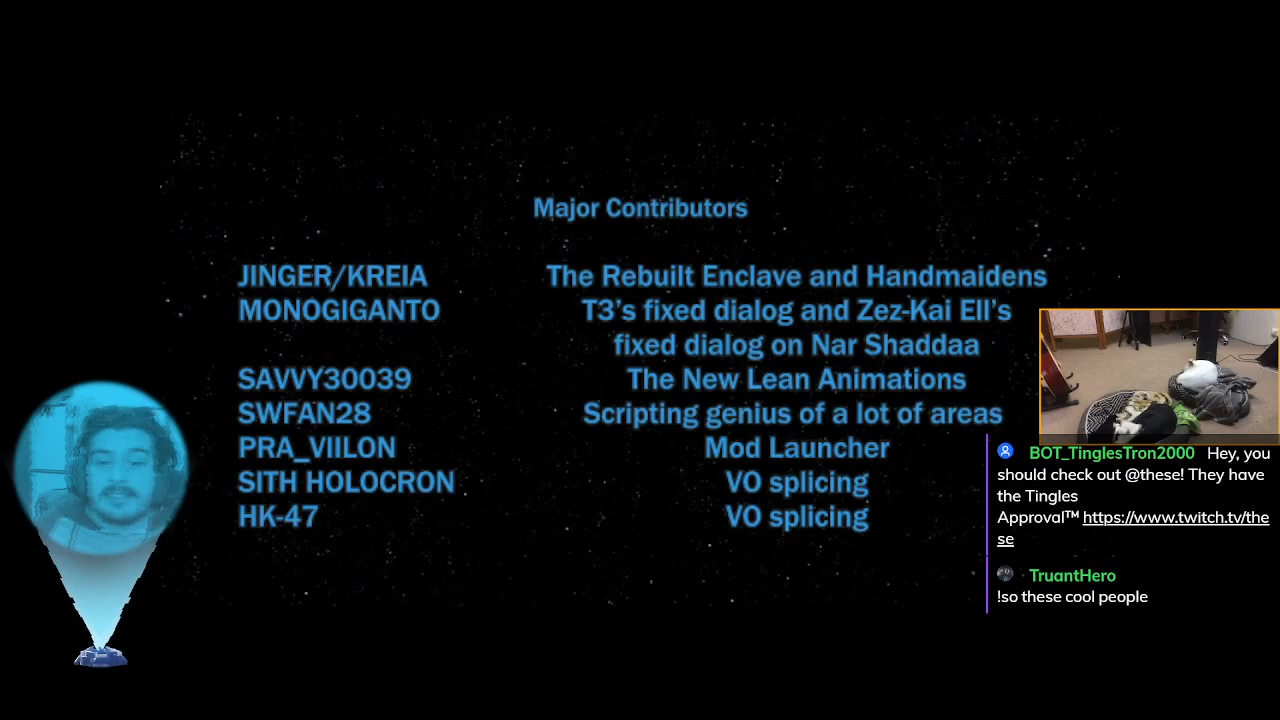 Major Contributors
JINGER/KREIA The Rebuilt Enclave and Handmaidens
MONOGIGANTO T3’s fixed dialog and Zez-Kai Ell’s
fixed dialog on Nar Shaddaa
SAVVY30039 The New Lean Animations
SWFAN28 Scripting genius of a lot of areas
PRA_VIILON Mod Launcher
SITH HOLOCRON VO splicing
HK-47 VO splicing
BOT_TinglesTron2000 Hey, you
should check out @these! They have
the Tingles
Approval™ https://www.twitch.tv/the
se
TruantHero
!so these cool people